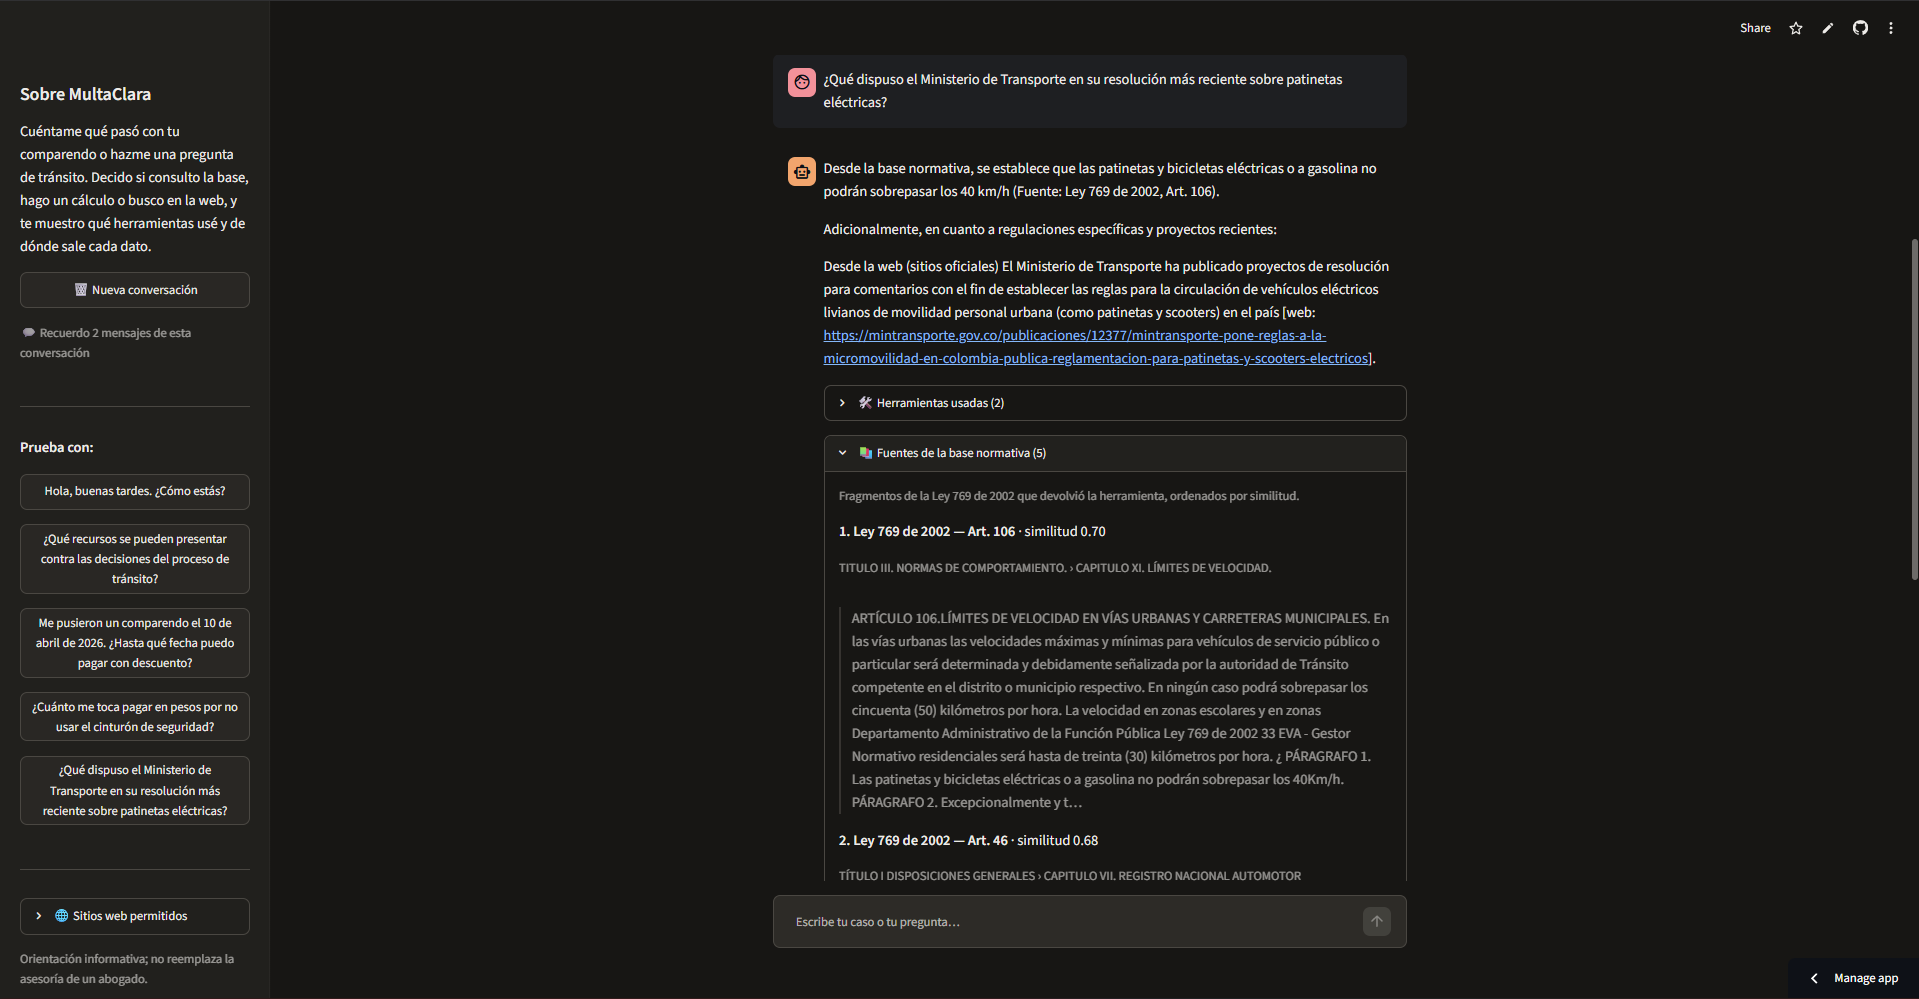 Share
Sobre MultaClara
Cuéntame qué pasó con tu
comparendo o hazme una pregunta
de tránsito. Decido si consulto la base,
hago un cálculo o busco en la web, y
te muestro qué herramientas usé y de
dónde sale cada dato.
Nueva conversación
Recuerdo 2 mensajes de esta
conversación
Prueba con:
Hola, buenas tardes. ¿Cómo estás?
¿Qué recursos se pueden presentar
contra las decisiones del proceso de
tránsito?
Me pusieron un comparendo el 10 de
abril de 2026. ¿Hasta qué fecha puedo
pagar con descuento?
¿Cuánto me toca pagar en pesos por no
usar el cinturón de seguridad?
¿Qué dispuso el Ministerio de
Transporte en su resolución más
reciente sobre patinetas eléctricas?
Sitios web permitidos
Orientación informativa; no reemplaza la
asesoría de un abogado.
¿Qué dispuso el Ministerio de Transporte en su resolución más reciente sobre patinetas
eléctricas?
Desde la base normativa, se establece que las patinetas y bicicletas eléctricas o a gasolina no
podrán sobrepasar los 40 km/h (Fuente: Ley 769 de 2002, Art. 106).
Adicionalmente, en cuanto a regulaciones específicas y proyectos recientes:
Desde la web (sitios oficiales) El Ministerio de Transporte ha publicado proyectos de resolución
para comentarios con el fin de establecer las reglas para la circulación de vehículos eléctricos
livianos de movilidad personal urbana (como patinetas y scooters) en el país [web:
https://mintransporte.gov.co/publicaciones/12377/mintransporte-pone-reglas-a-la-
micromovilidad-en-colombia-publica-reglamentacion-para-patinetas-y-scooters-electricos].
Herramientas usadas (2)
Fuentes de la base normativa (5)
Fragmentos de la Ley 769 de 2002 que devolvió la herramienta, ordenados por similitud.
1. Ley 769 de 2002 — Art. 106 · similitud 0.70
TITULO III. NORMAS DE COMPORTAMIENTO. › CAPITULO XI. LÍMITES DE VELOCIDAD.
ARTÍCULO 106.LÍMITES DE VELOCIDAD EN VÍAS URBANAS Y CARRETERAS MUNICIPALES. En
las vías urbanas las velocidades máximas y mínimas para vehículos de servicio público o
particular será determinada y debidamente señalizada por la autoridad de Tránsito
competente en el distrito o municipio respectivo. En ningún caso podrá sobrepasar los
cincuenta (50) kilómetros por hora. La velocidad en zonas escolares y en zonas
Departamento Administrativo de la Función Pública Ley 769 de 2002 33 EVA - Gestor
Normativo residenciales será hasta de treinta (30) kilómetros por hora. ¿ PÁRAGRAFO 1.
Las patinetas y bicicletas eléctricas o a gasolina no podrán sobrepasar los 40Km/h.
PÁRAGRAFO 2. Excepcionalmente y t…
2. Ley 769 de 2002 — Art. 46 · similitud 0.68
TÍTULO I DISPOSICIONES GENERALES › CAPITULO VII. REGISTRO NACIONAL AUTOMOTOR
Escribe tu caso o tu pregunta…
Manage app